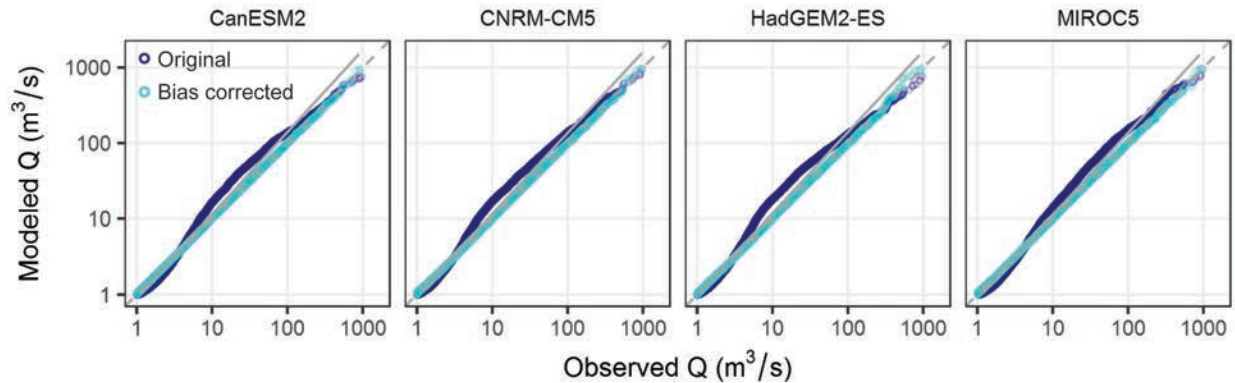 CanESM2 CNRM-CM5 HadGEM2-ES MIROC5
Original
Bias corrected
Modeled Q (m³/s)
1000
100
10
1
1 10 100 1000 1 10 100 1000 1 10 100 1000 1 10 100 1000
Observed Q (m³/s)